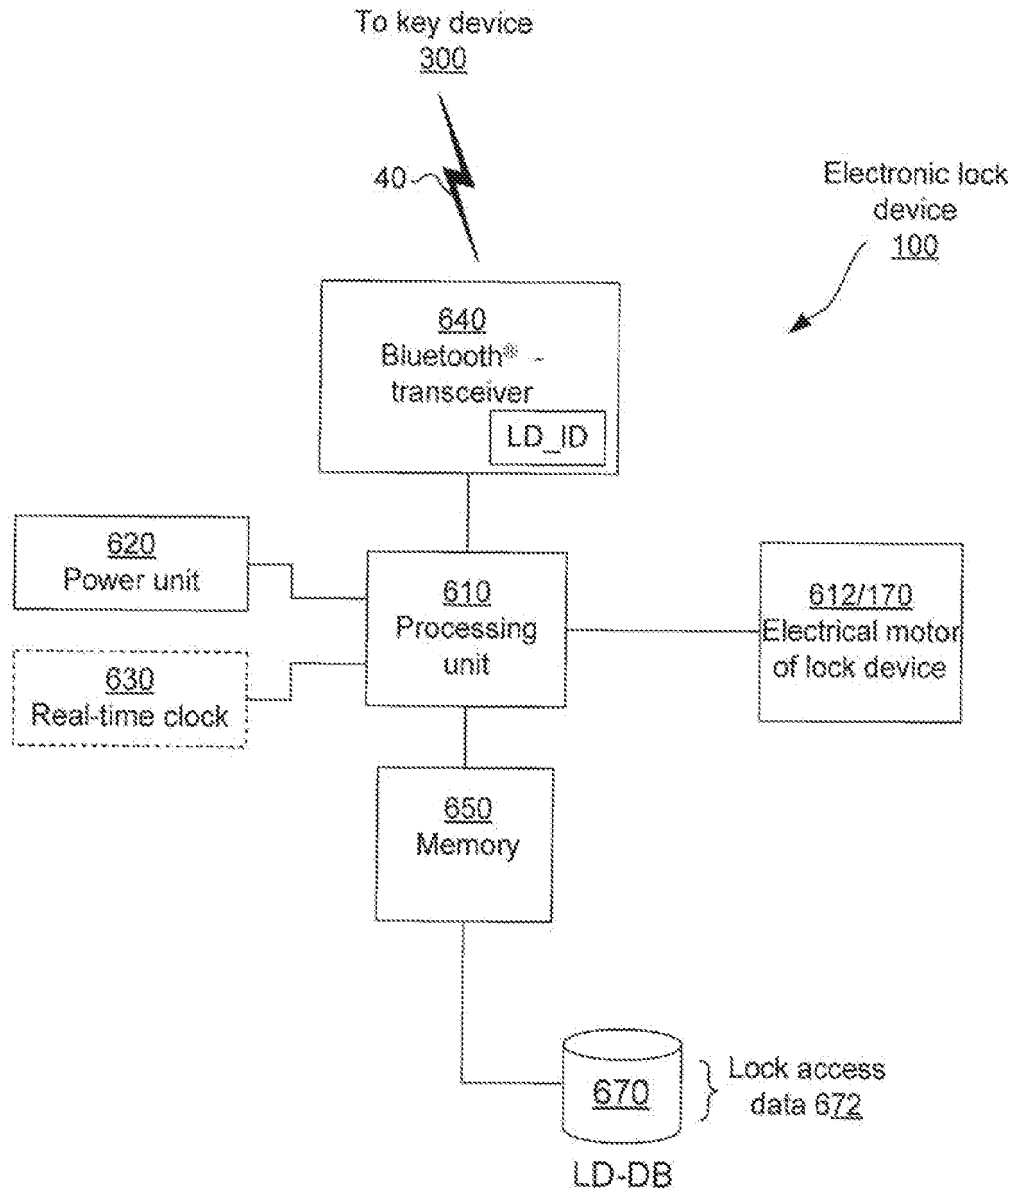 To key device
300
40
Electronic lock
device
100
640
Bluetooth® -
transceiver
LD_ID
620
Power unit
610
Processing
unit
612/170
Electrical motor
of lock device
630
Real-time clock
650
Memory
670
Lock access
data 672
LD-DB